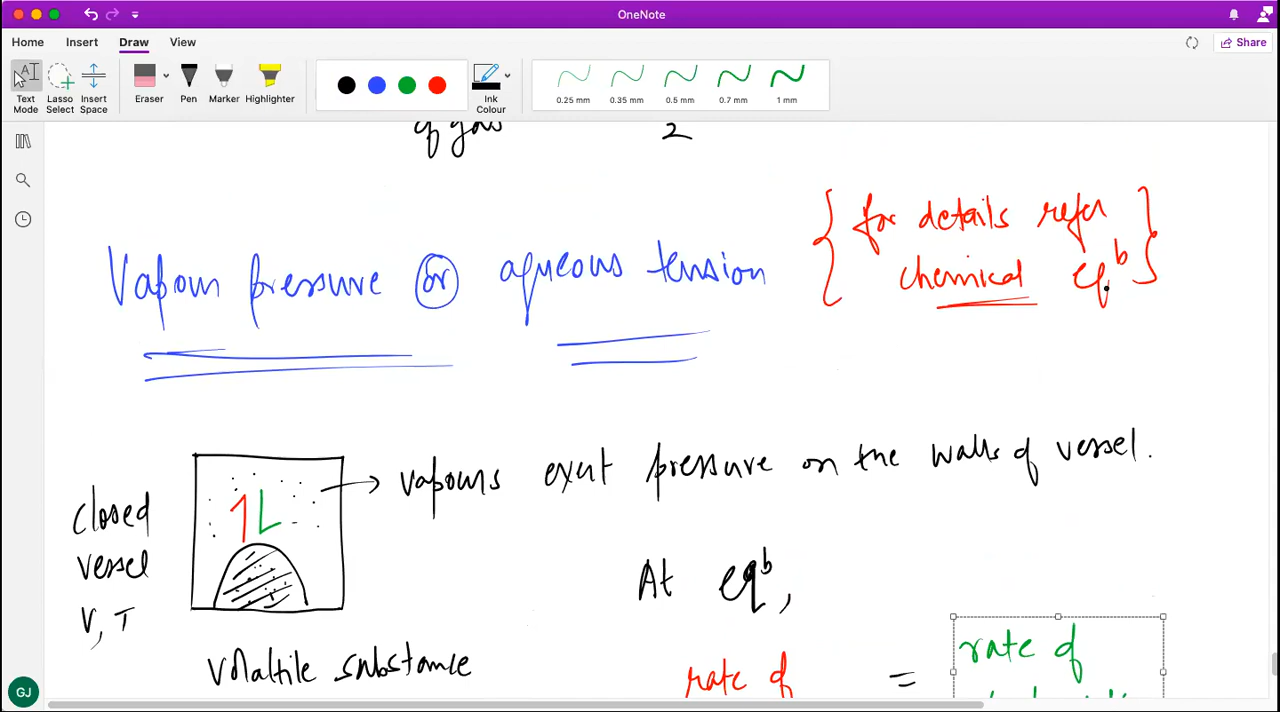 OneNote
Home Insert Draw View
Share
Text Mode
Lasso Select
Insert Space
Eraser
Pen
Marker
Highlighter
Ink Colour
0.25 mm 0.35 mm 0.5 mm 0.7 mm 1 mm
of gas 2
{ for details refer
chemical eqb }
Vapour pressure or aqueous tension
closed vessel V, T
1L
→ vapours exert pressure on the walls of vessel.
At eqb,
volatile substance
rate of = rate of
GJ